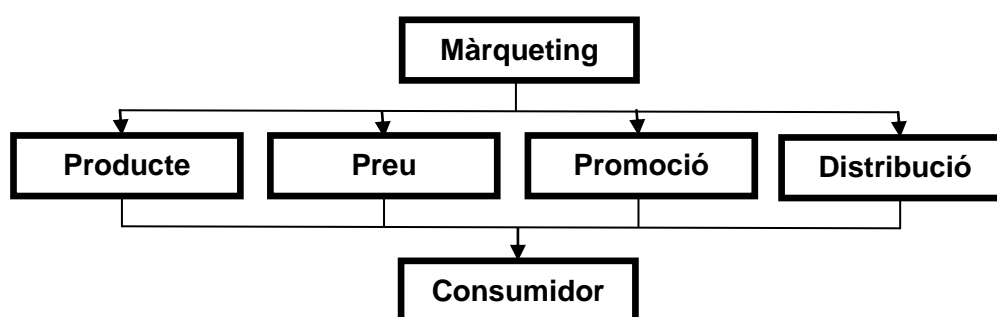 Màrqueting
Producte
Preu
Promoció
Distribució
Consumidor